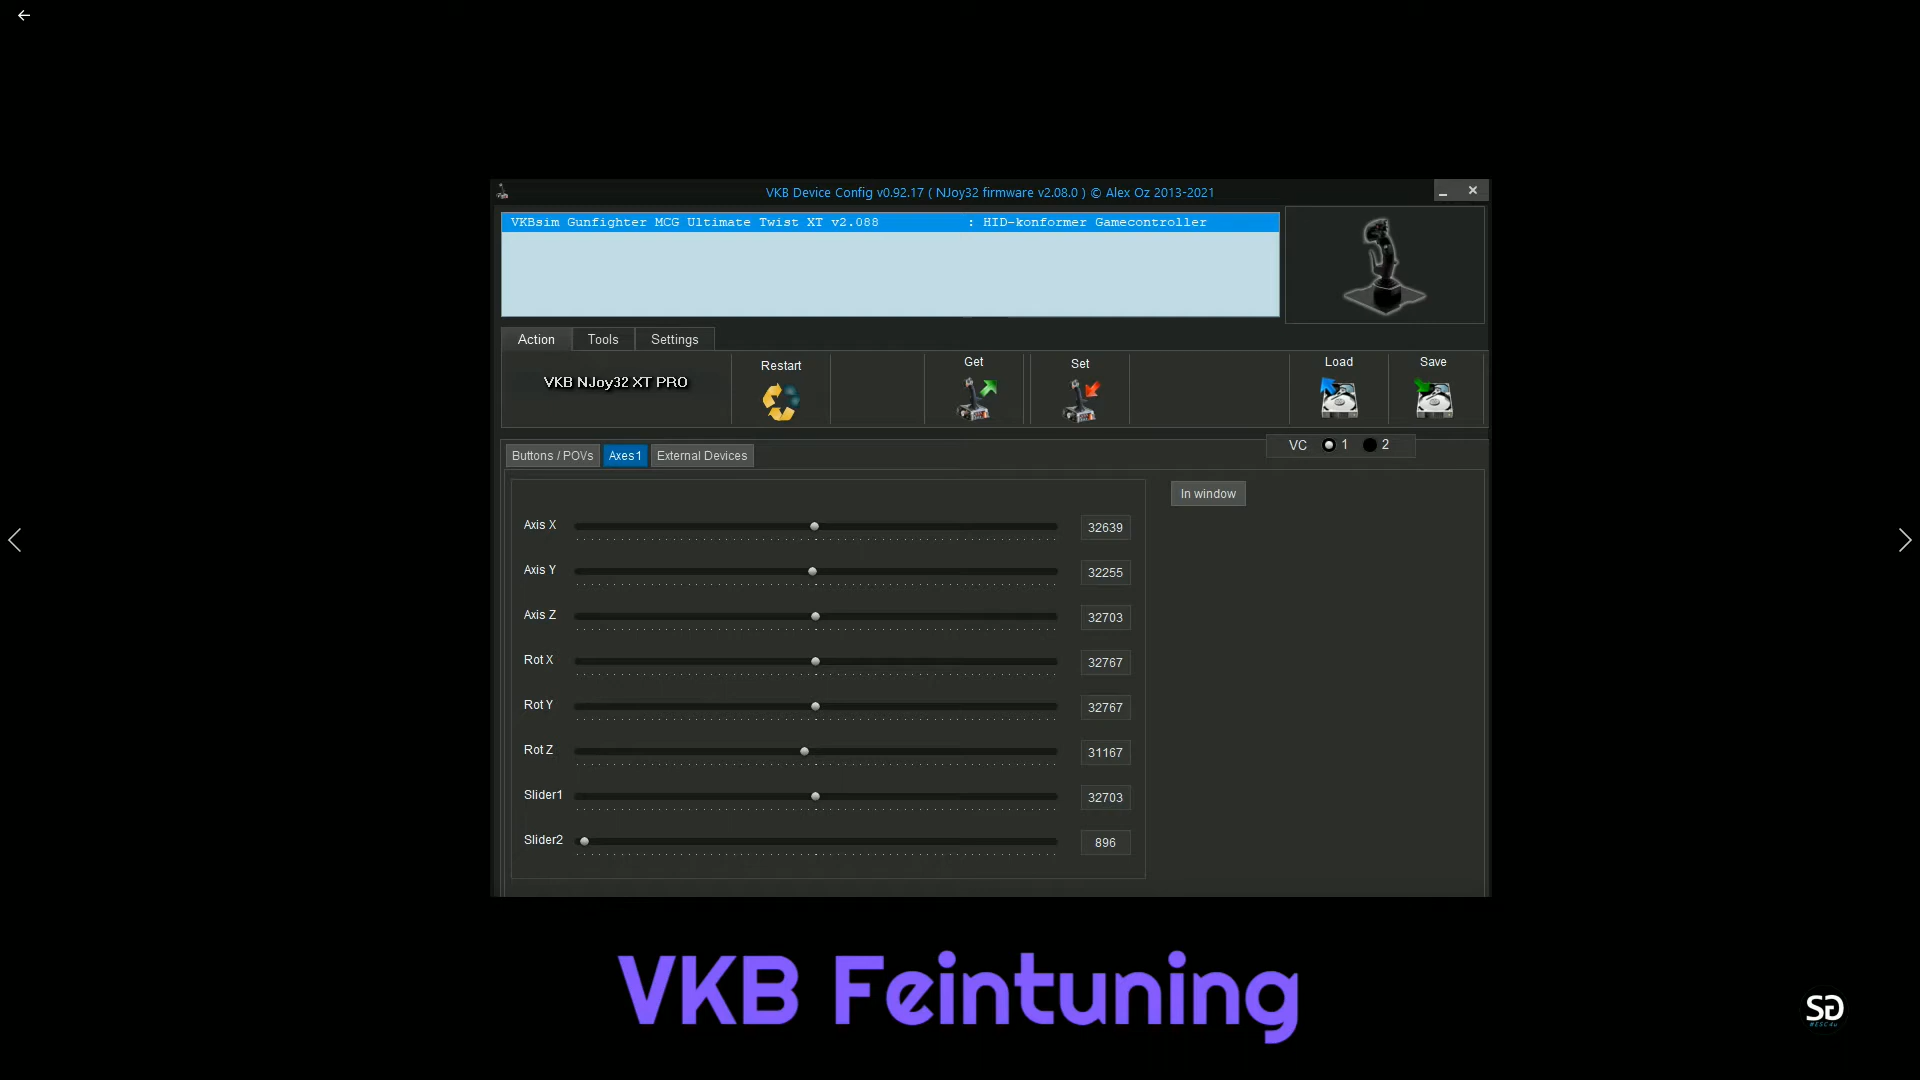 VKB Device Config v0.92.17 ( NJoy32 firmware v2.08.0 ) © Alex Oz 2013-2021
VKBsim Gunfighter MCG Ultimate Twist XT v2.088 : HID-konformer Gamecontroller
Action Tools Settings
VKB NJoy32 XT PRO
Restart
Get
Set
Load
Save
VC 1 2
Buttons / POVs Axes1 External Devices
In window
Axis X 32639
Axis Y 32255
Axis Z 32703
Rot X 32767
Rot Y 32767
Rot Z 31167
Slider1 32703
Slider2 896
VKB Feintuning
SG
#ESC4u